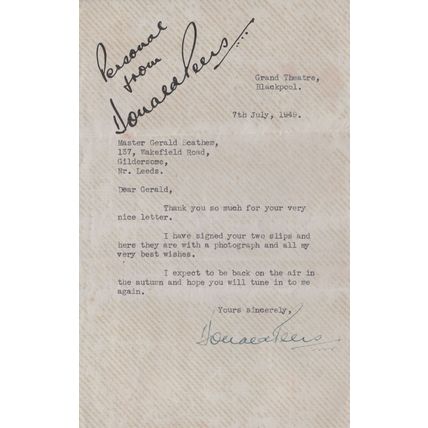 Personal
from
Donald Peers
Grand Theatre,
Blackpool.
7th July, 1949.
Master Gerald Scathem,
137, Wakefield Road,
Gildersome,
Nr. Leeds.
Dear Gerald,
Thank you so much for your very
nice letter.
I have signed your two slips and
here they are with a photograph and all my
very best wishes.
I expect to be back on the air in
the autumn and hope you will tune in to me
again.
Yours sincerely,
Donald Peers